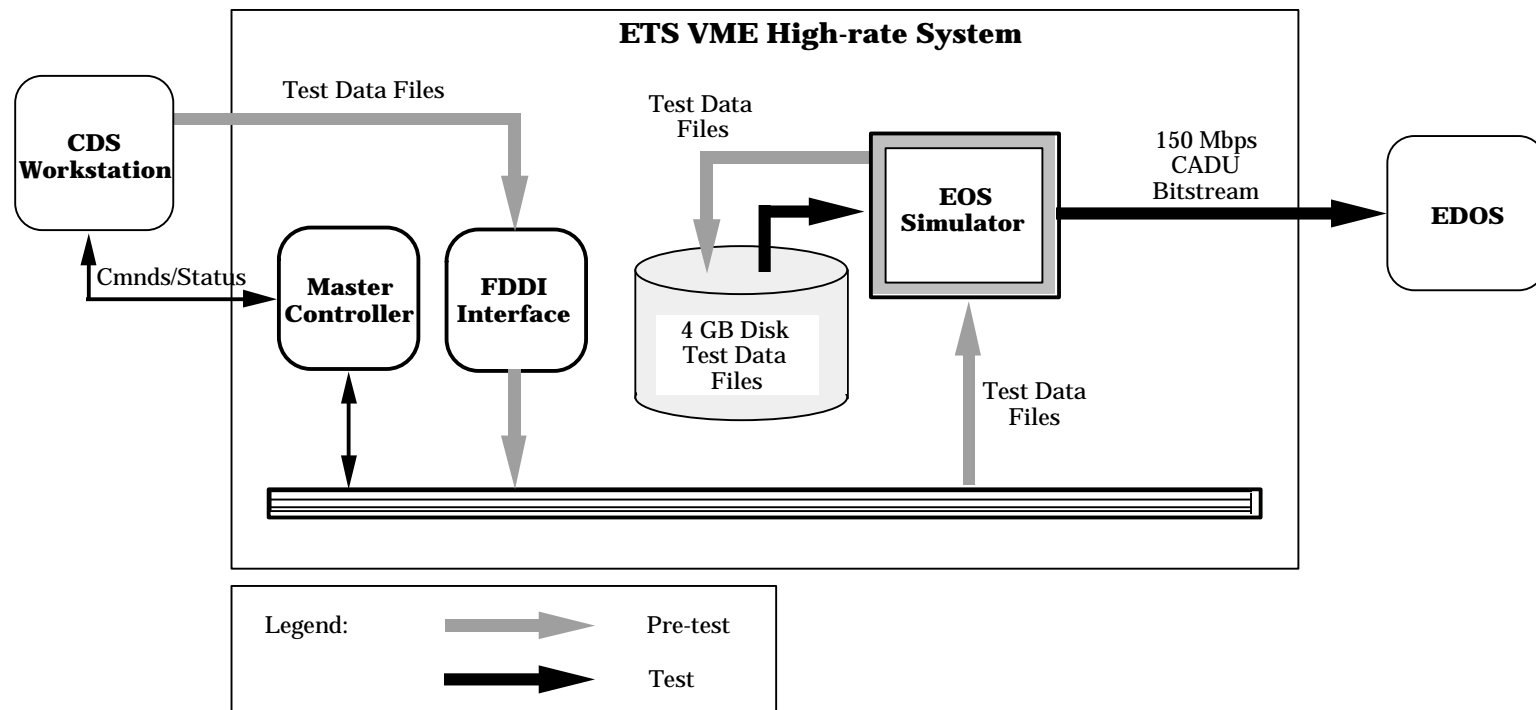 ETS VME High-rate System
Test Data Files
CDS
Workstation
Cmnds/Status
Master
Controller
FDDI
Interface
Test Data
Files
4 GB Disk
Test Data
Files
EOS
Simulator
Test Data
Files
150 Mbps
CADU
Bitstream
EDOS
Legend:
Pre-test
Test